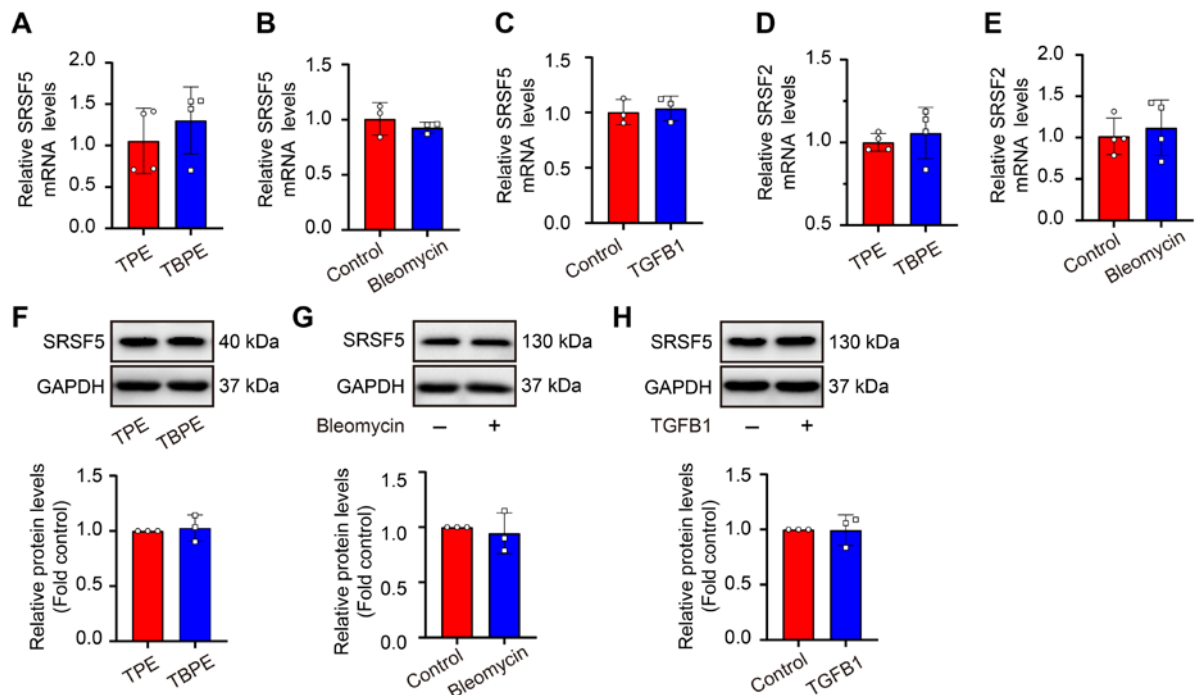 A
Relative SRSF5
mRNA levels
2.0
1.5
1.0
0.5
0.0
TPE
TBPE
B
Relative SRSF5
mRNA levels
1.5
1.0
0.5
0.0
Control
Bleomycin
C
Relative SRSF5
mRNA levels
1.5
1.0
0.5
0.0
Control
TGFB1
D
Relative SRSF2
mRNA levels
1.5
1.0
0.5
TPE
TBPE
E
Relative SRSF2
mRNA levels
2.0
1.5
1.0
0.5
0.0
Control
Bleomycin
F
SRSF5 40 kDa
GAPDH 37 kDa
TPE
TBPE
Relative protein levels
(Fold control)
1.5
1.0
0.5
0.0
TPE
TBPE
G
SRSF5 130 kDa
GAPDH 37 kDa
Bleomycin – +
Relative protein levels
(Fold control)
1.5
1.0
0.5
0.0
Control
Bleomycin
H
SRSF5 130 kDa
GAPDH 37 kDa
TGFB1 – +
Relative protein levels
(Fold control)
1.5
1.0
0.5
0.0
Control
TGFB1